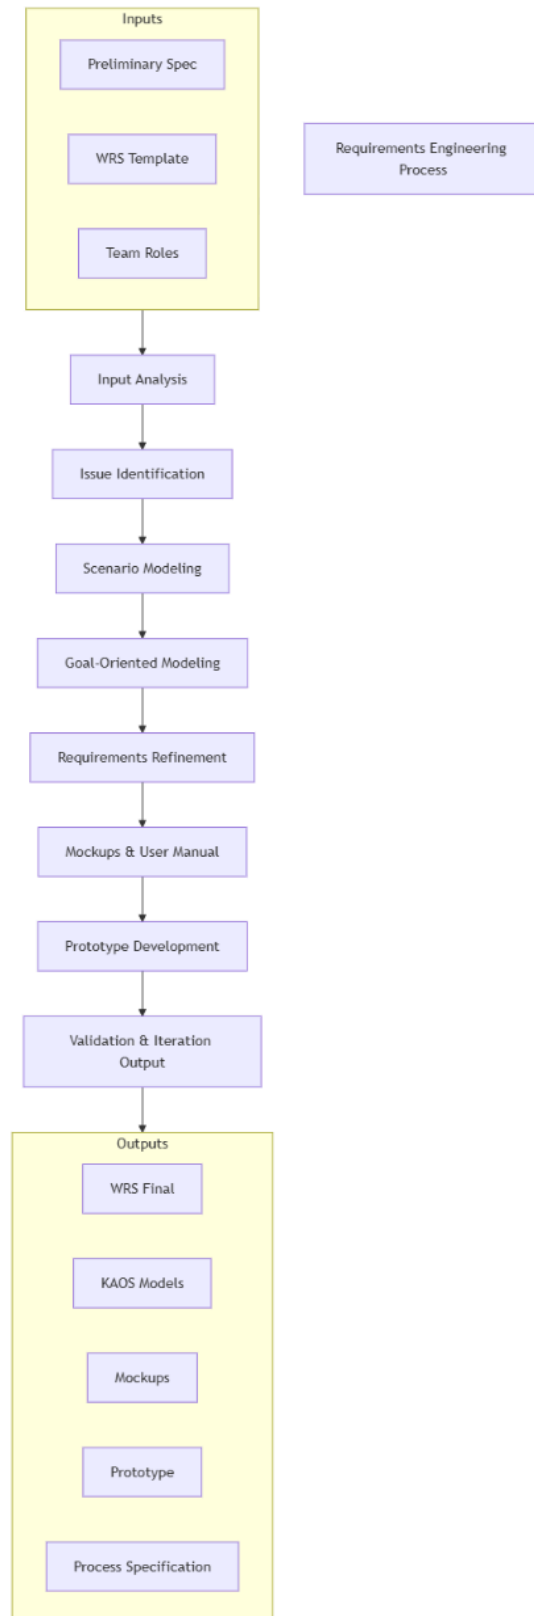 Inputs
Preliminary Spec
WRS Template
Team Roles
Requirements Engineering
Process
Input Analysis
Issue Identification
Scenario Modeling
Goal-Oriented Modeling
Requirements Refinement
Mockups & User Manual
Prototype Development
Validation & Iteration
Output
Outputs
WRS Final
KAOS Models
Mockups
Prototype
Process Specification